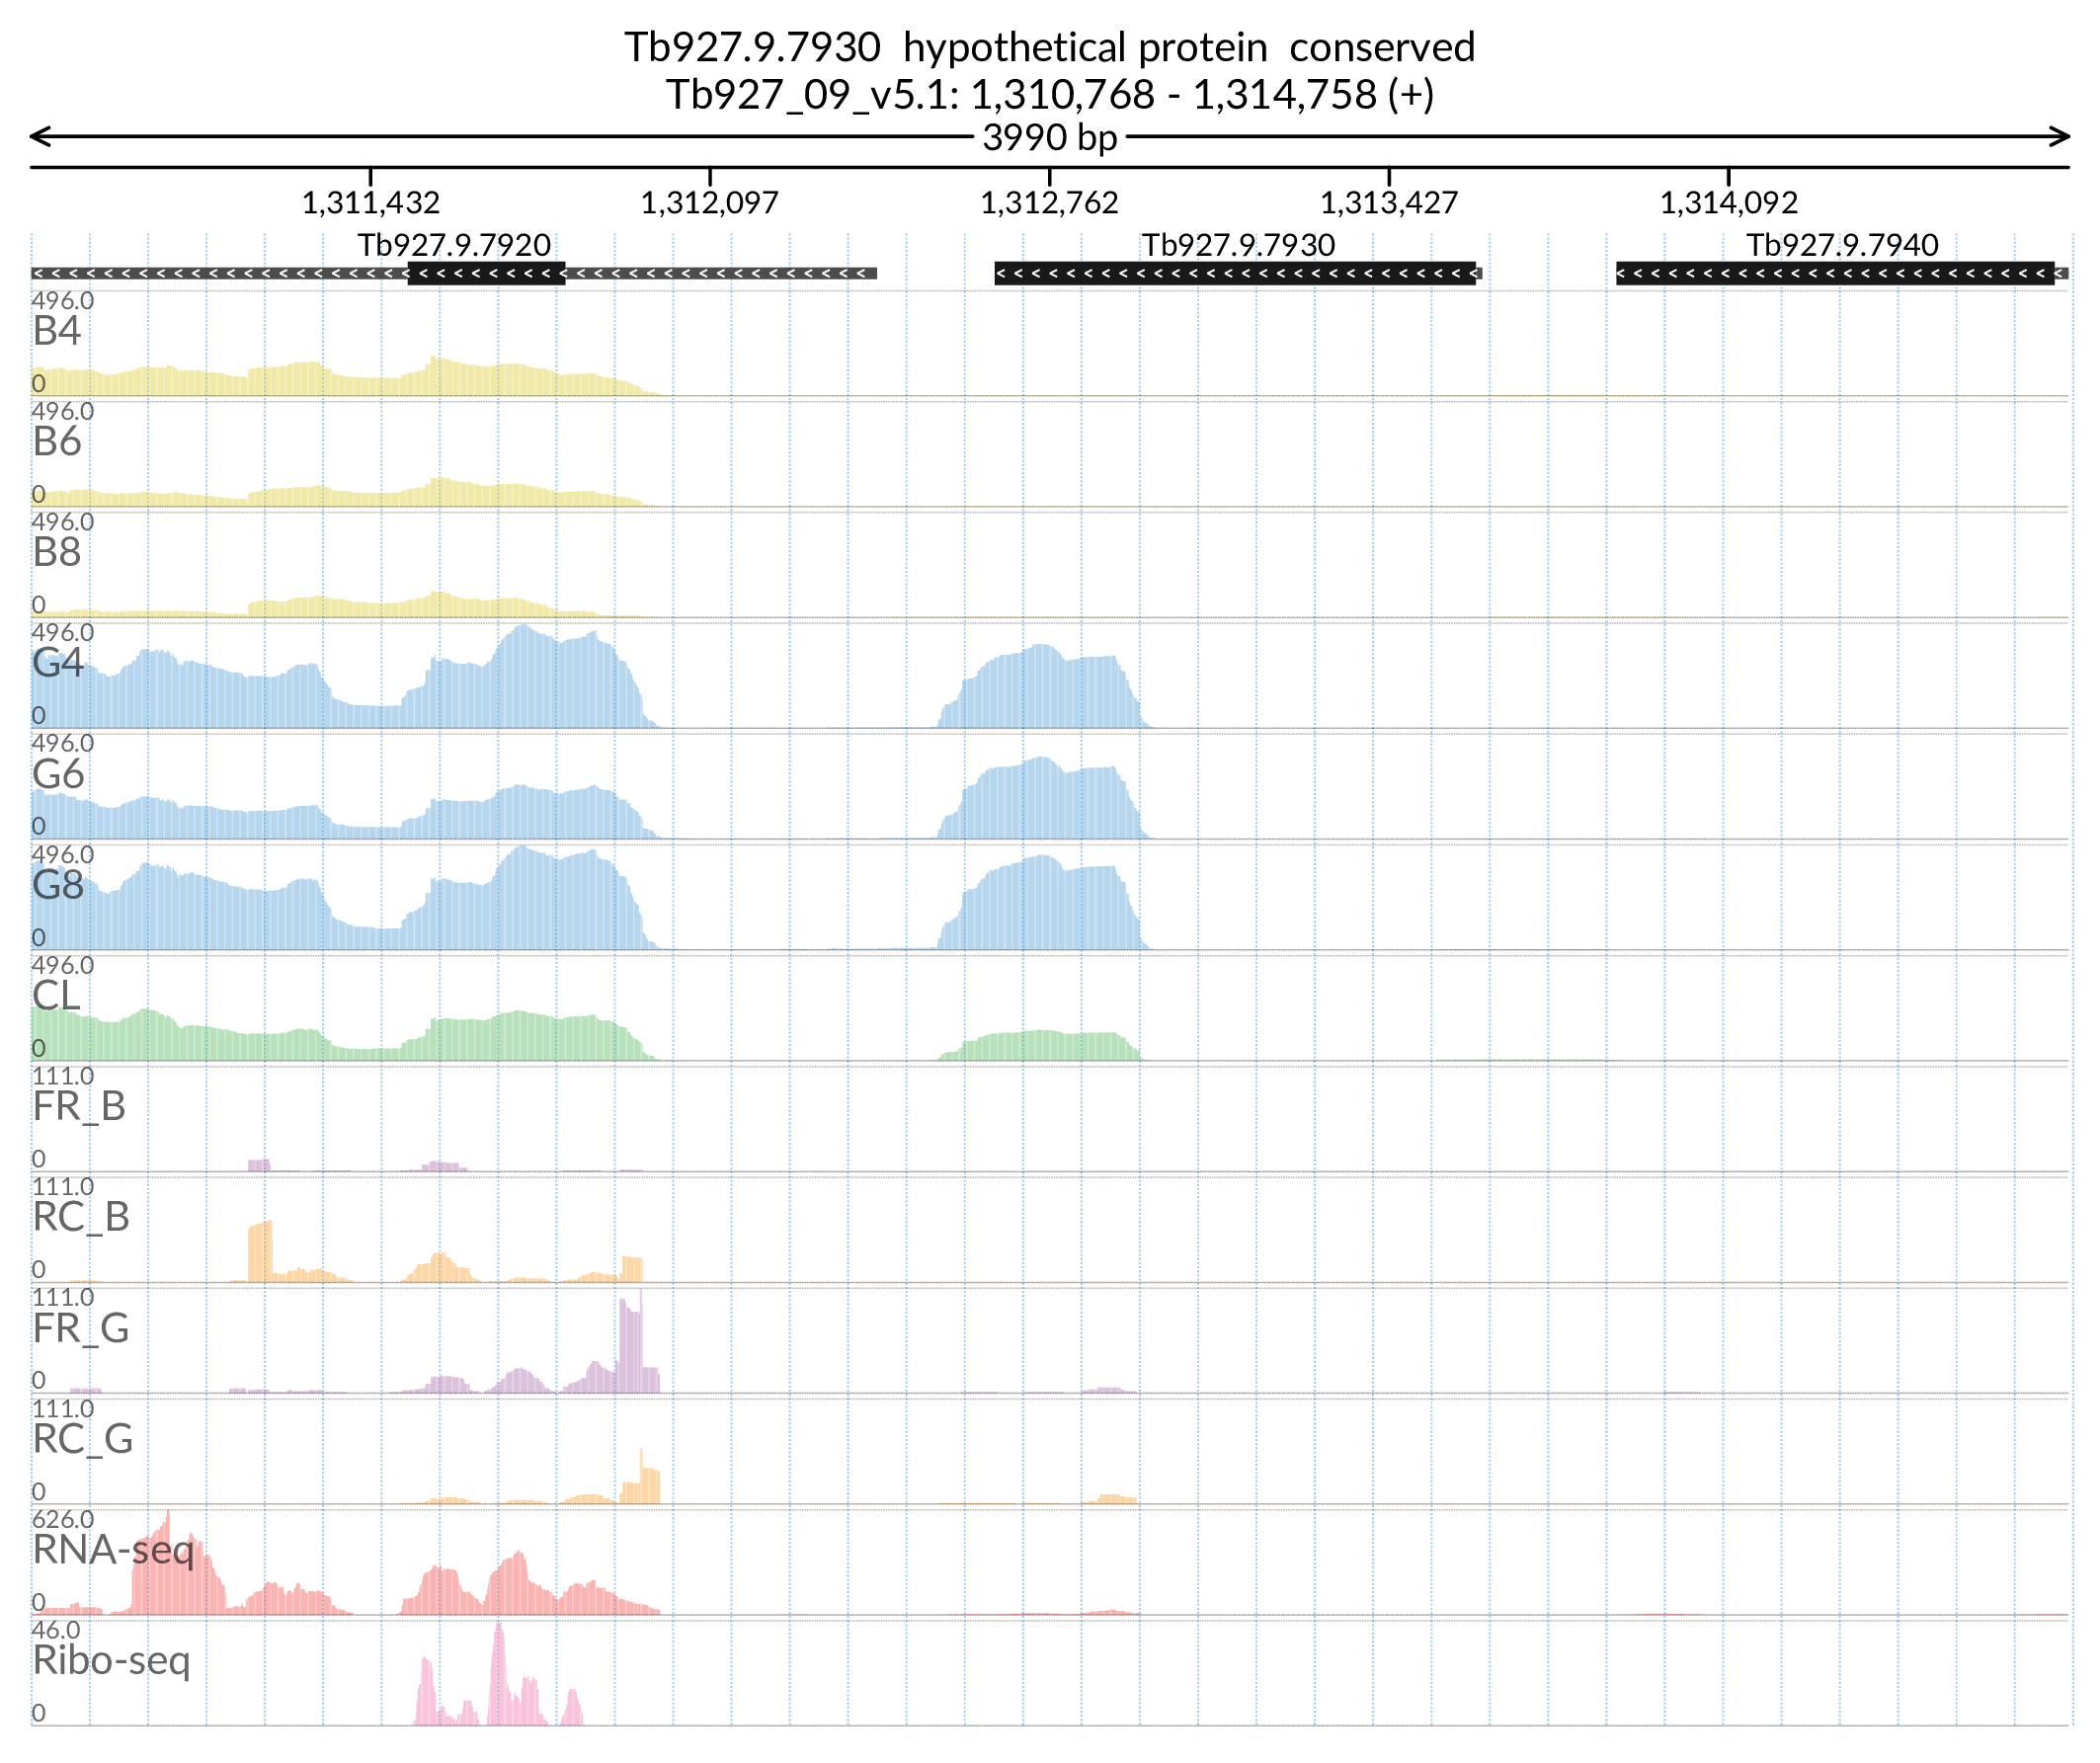 Tb927.9.7930 hypothetical protein conserved
Tb927_09_v5.1: 1,310,768 - 1,314,758 (+)
3990 bp
1,311,432 1,312,097 1,312,762 1,313,427 1,314,092
Tb927.9.7920 Tb927.9.7930 Tb927.9.7940
496.0
B4
0
496.0
B6
0
496.0
B8
0
496.0
G4
0
496.0
G6
0
496.0
G8
0
496.0
CL
0
111.0
FR_B
0
111.0
RC_B
0
111.0
FR_G
0
111.0
RC_G
0
626.0
RNA-seq
0
46.0
Ribo-seq
0